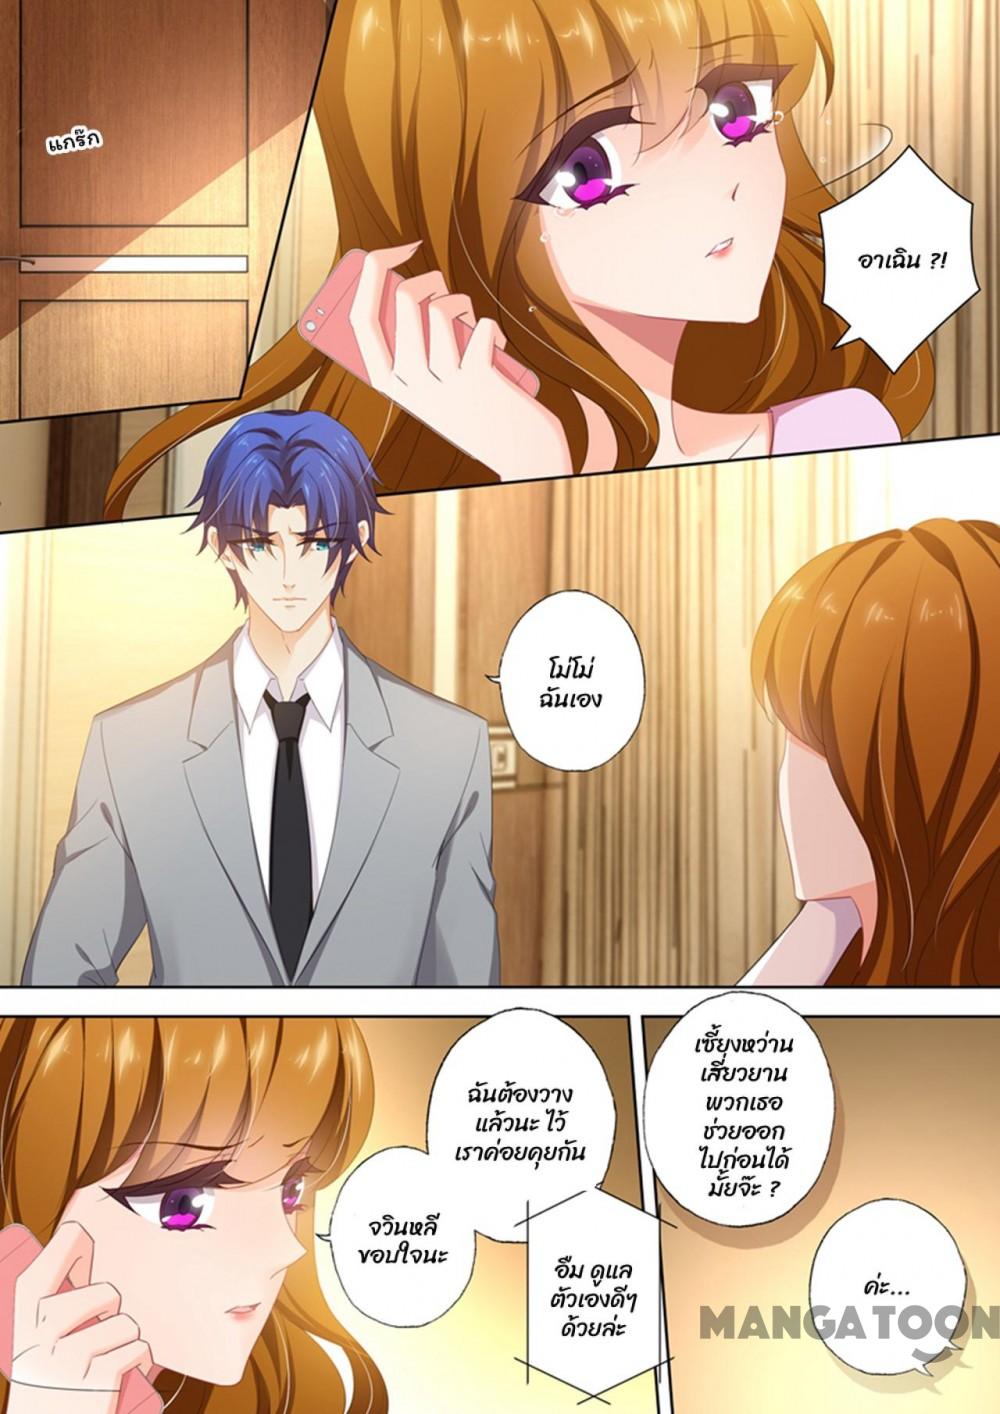 แกร๊ก
อาเฉิน ?!
โม่โม่
ฉันเอง
ฉันต้องวาง
แล้วนะ ไว้
เราค่อยคุยกัน
จวินหลี
ขอบใจนะ
อืม ดูแล
ตัวเองดีๆ
ด้วยล่ะ
เซี้ยงหว่าน
เสี่ยวยาน
พวกเธอ
ช่วยออก
ไปก่อนได้
มั้ยจ๊ะ ?
ค่ะ...
MANGATOON